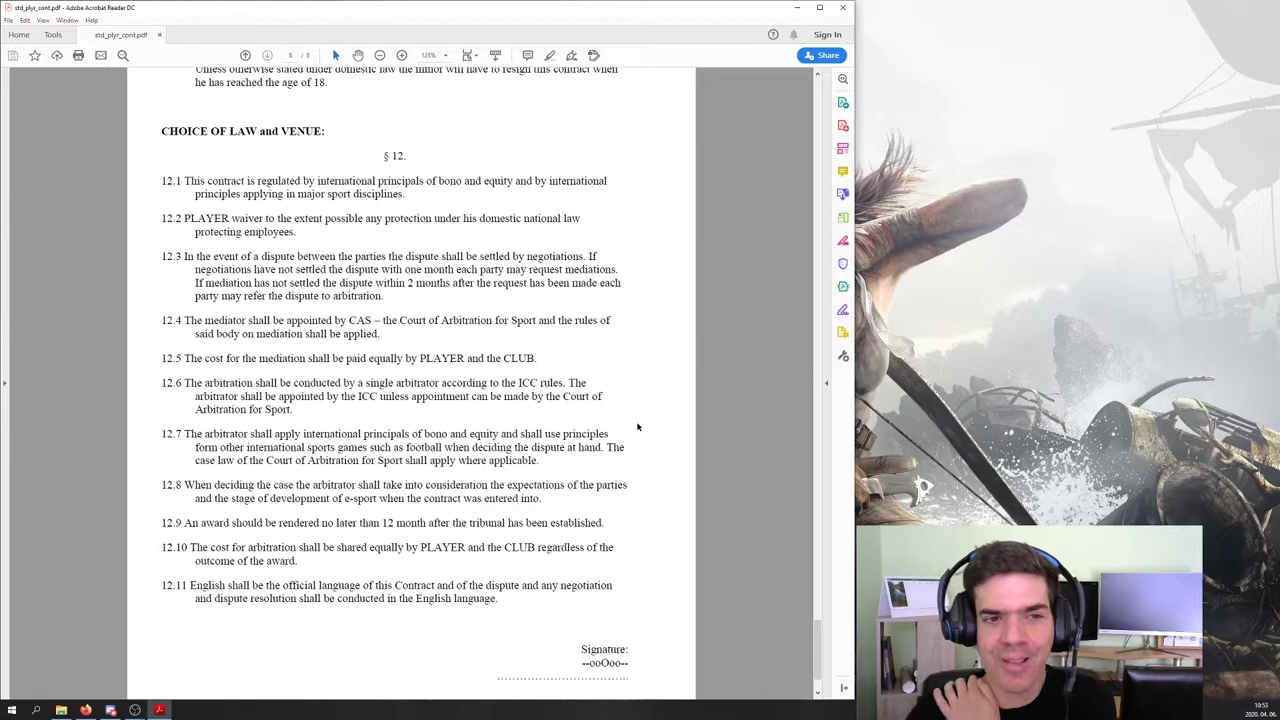 std_plyr_cont.pdf - Adobe Acrobat Reader DC
File Edit View Window Help
Home Tools std_plyr_cont.pdf × Sign In
8 / 8 125% Share
Unless otherwise stated under domestic law the minor will have to resign this contract when
he has reached the age of 18.
CHOICE OF LAW and VENUE:
§ 12.
12.1 This contract is regulated by international principals of bono and equity and by international
principles applying in major sport disciplines.
12.2 PLAYER waiver to the extent possible any protection under his domestic national law
protecting employees.
12.3 In the event of a dispute between the parties the dispute shall be settled by negotiations. If
negotiations have not settled the dispute with one month each party may request mediations.
If mediation has not settled the dispute within 2 months after the request has been made each
party may refer the dispute to arbitration.
12.4 The mediator shall be appointed by CAS – the Court of Arbitration for Sport and the rules of
said body on mediation shall be applied.
12.5 The cost for the mediation shall be paid equally by PLAYER and the CLUB.
12.6 The arbitration shall be conducted by a single arbitrator according to the ICC rules. The
arbitrator shall be appointed by the ICC unless appointment can be made by the Court of
Arbitration for Sport.
12.7 The arbitrator shall apply international principals of bono and equity and shall use principles
form other international sports games such as football when deciding the dispute at hand. The
case law of the Court of Arbitration for Sport shall apply where applicable.
12.8 When deciding the case the arbitrator shall take into consideration the expectations of the parties
and the stage of development of e-sport when the contract was entered into.
12.9 An award should be rendered no later than 12 month after the tribunal has been established.
12.10 The cost for arbitration shall be shared equally by PLAYER and the CLUB regardless of the
outcome of the award.
12.11 English shall be the official language of this Contract and of the dispute and any negotiation
and dispute resolution shall be conducted in the English language.
Signature:
--ooOoo--
.....................................
10:53
2020. 04. 06.